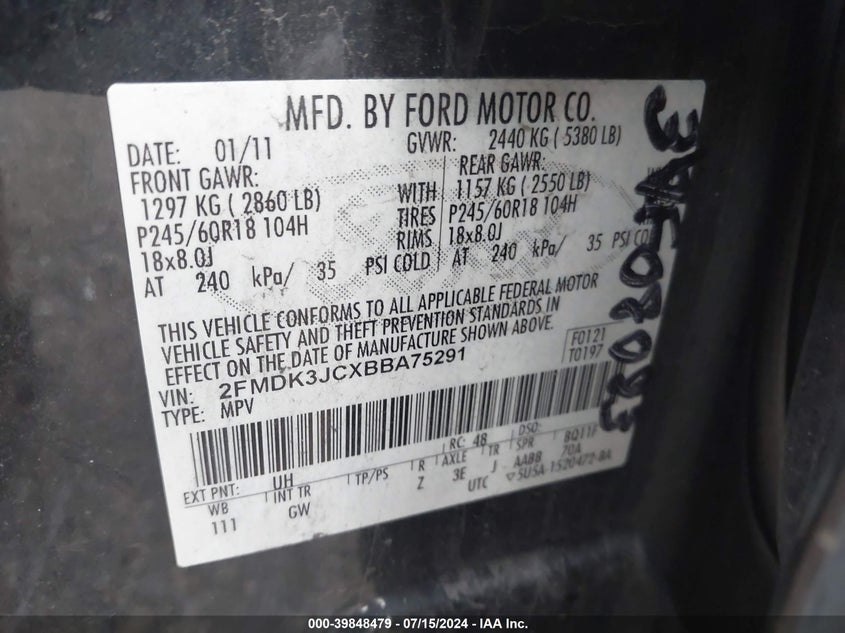 MFD. BY FORD MOTOR CO.
DATE: 01/11 GVWR: 2440 KG ( 5380 LB)
FRONT GAWR: REAR GAWR:
1297 KG ( 2860 LB) WITH 1157 KG ( 2550 LB)
P245/60R18 104H TIRES P245/60R18 104H
18x8.0J RIMS 18x8.0J
AT 240 kPa/ 35 PSI COLD AT 240 kPa/ 35 PSI COLD
THIS VEHICLE CONFORMS TO ALL APPLICABLE FEDERAL MOTOR
VEHICLE SAFETY AND THEFT PREVENTION STANDARDS IN
EFFECT ON THE DATE OF MANUFACTURE SHOWN ABOVE.
VIN: 2FMDK3JCXBBA75291
TYPE: MPV
F0121
T0197
EXT PNT: UH RC: 48 DSO:
WB INT TR TP/PS R AXLE TR SPR
111 GW Z 3E J AABB 70A
UTC ▽5U5A-1520472-BA
000-39848479 - 07/15/2024 - IAA Inc.